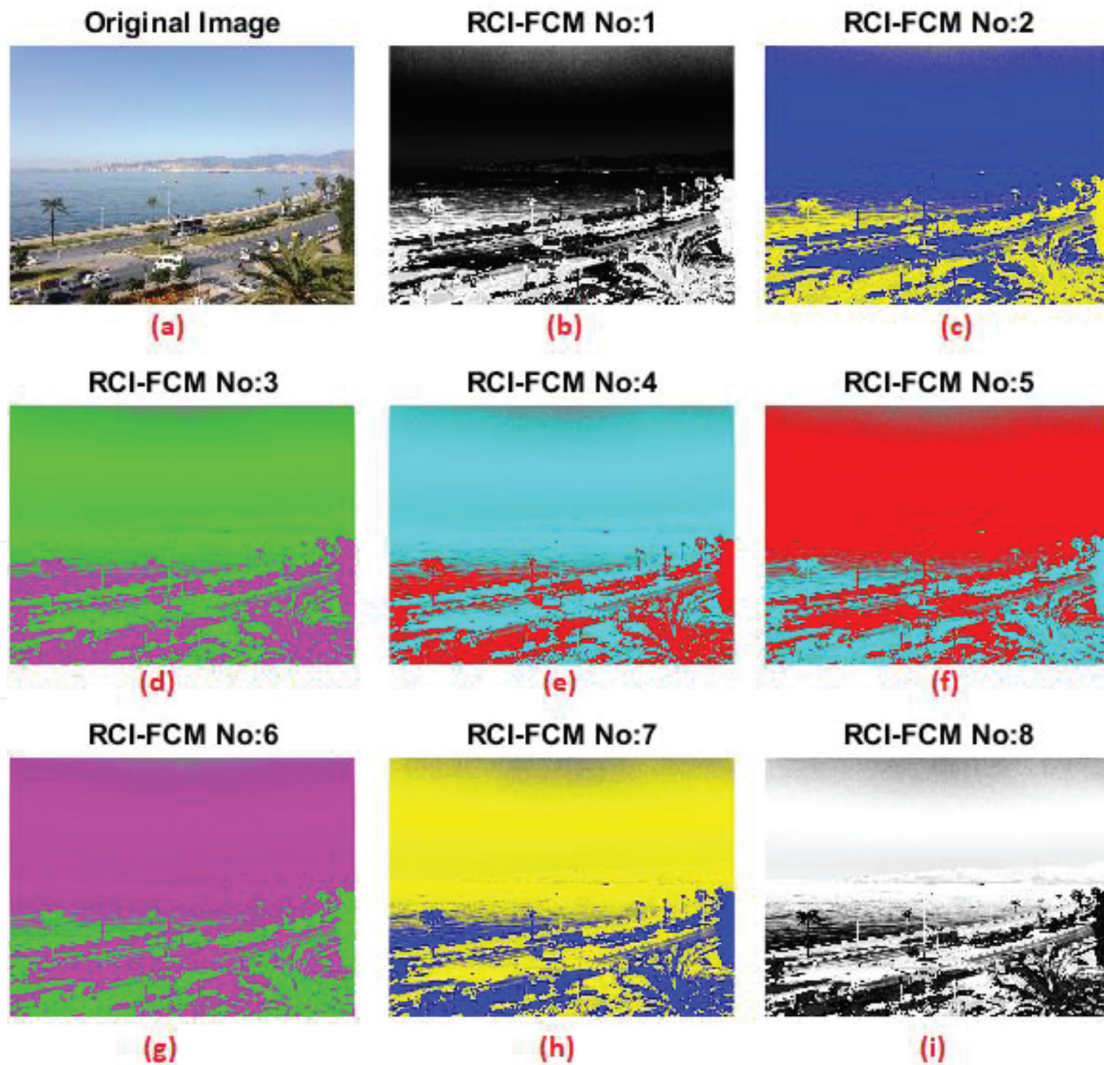 Original Image RCI-FCM No:1 RCI-FCM No:2
(a) (b) (c)
RCI-FCM No:3 RCI-FCM No:4 RCI-FCM No:5
(d) (e) (f)
RCI-FCM No:6 RCI-FCM No:7 RCI-FCM No:8
(g) (h) (i)